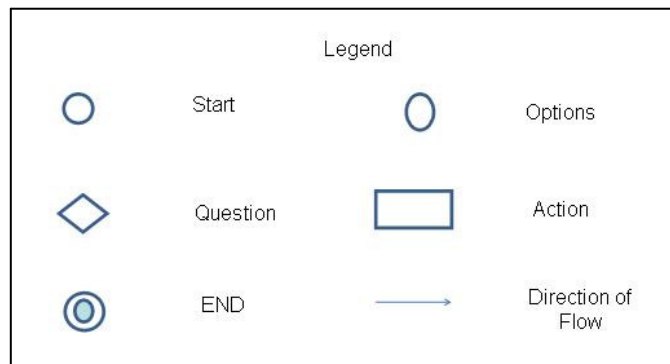 Legend
Start
Options
Question
Action
END
Direction of
Flow